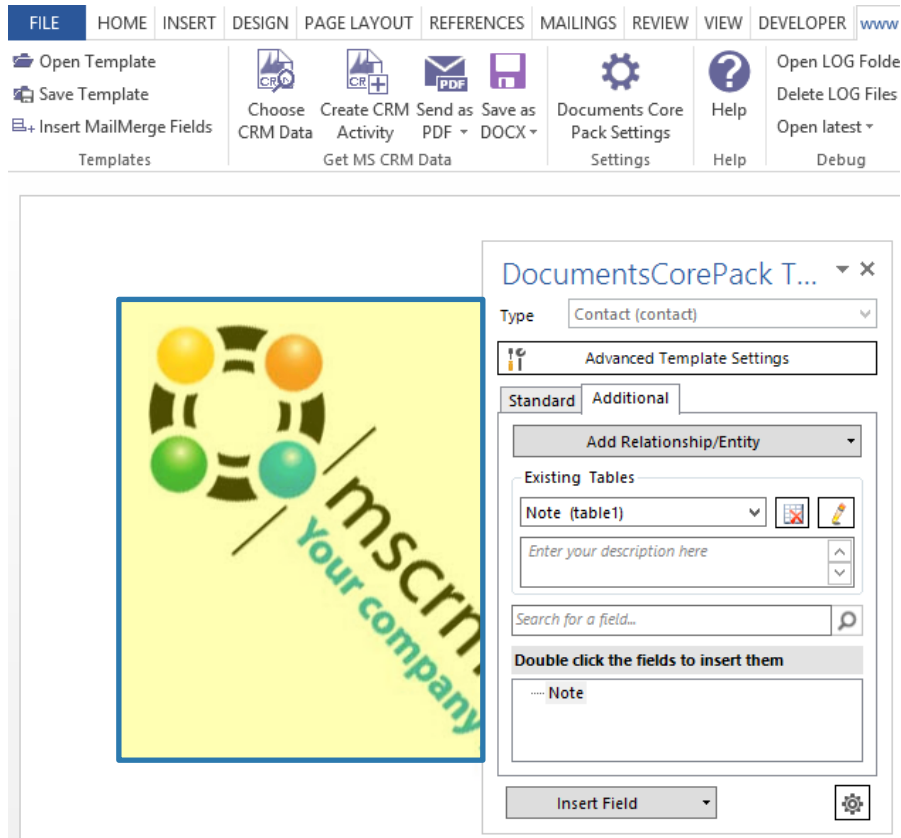 FILE HOME INSERT DESIGN PAGE LAYOUT REFERENCES MAILINGS REVIEW VIEW DEVELOPER www
Open Template
Save Template
Insert MailMerge Fields
Templates
CRM
Choose
CRM Data
CR
Create CRM
Activity
PDF
Send as
PDF
Save as
DOCX
Get MS CRM Data
Documents Core
Pack Settings
Settings
?
Help
Help
Open LOG Folde
Delete LOG Files
Open latest
Debug
mscrm
Your company
DocumentsCorePack T...
Type Contact (contact)
Advanced Template Settings
Standard Additional
Add Relationship/Entity
Existing Tables
Note (table1)
Enter your description here
Search for a field...
Double click the fields to insert them
Note
Insert Field